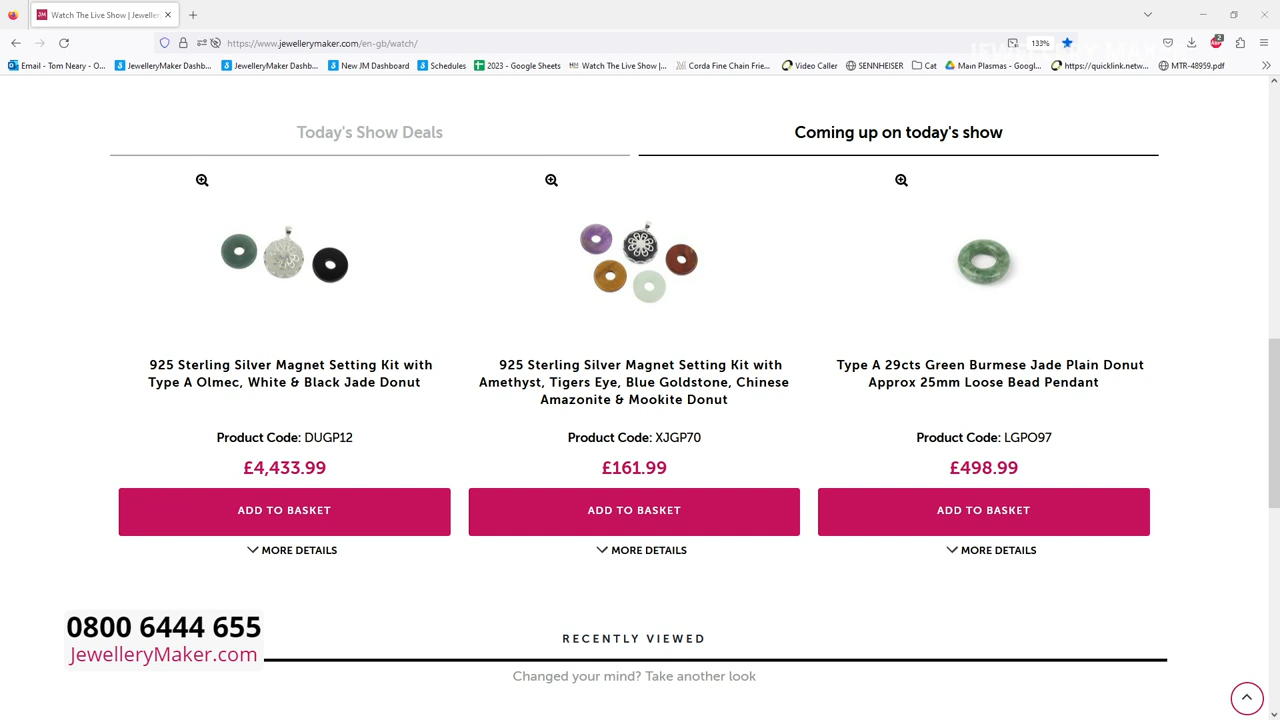 Watch The Live Show | Jeweller
https://www.jewellerymaker.com/en-gb/watch/
133%
2
Email - Tom Neary - O...
JewelleryMaker Dashb...
JewelleryMaker Dashb...
New JM Dashboard
Schedules
2023 - Google Sheets
Watch The Live Show |...
Corda Fine Chain Frie...
Video Caller
SENNHEISER
Cat
Main Plasmas - Googl...
https://quicklink.netw...
MTR-48959.pdf
Today's Show Deals
Coming up on today's show
925 Sterling Silver Magnet Setting Kit with
Type A Olmec, White & Black Jade Donut
Product Code: DUGP12
£4,433.99
ADD TO BASKET
MORE DETAILS
925 Sterling Silver Magnet Setting Kit with
Amethyst, Tigers Eye, Blue Goldstone, Chinese
Amazonite & Mookite Donut
Product Code: XJGP70
£161.99
ADD TO BASKET
MORE DETAILS
Type A 29cts Green Burmese Jade Plain Donut
Approx 25mm Loose Bead Pendant
Product Code: LGPO97
£498.99
ADD TO BASKET
MORE DETAILS
0800 6444 655
JewelleryMaker.com
RECENTLY VIEWED
Changed your mind? Take another look